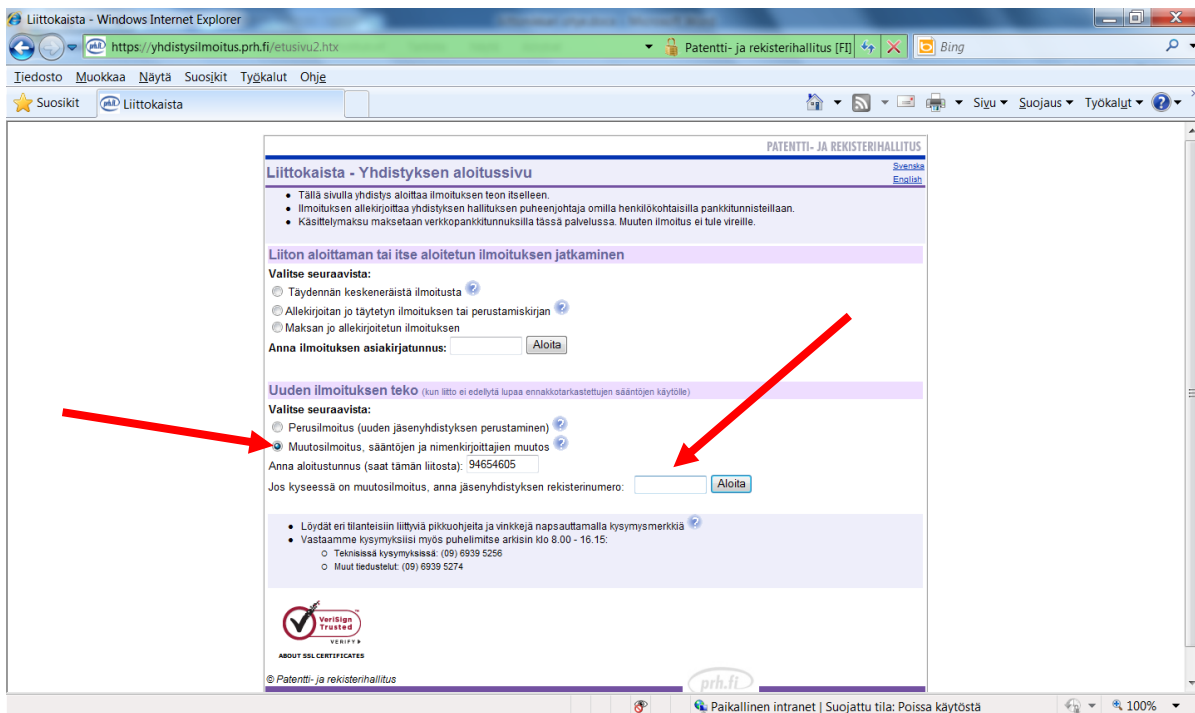 Liittokaista - Windows Internet Explorer
https://yhdistysilmoitus.prh.fi/etusivu2.htx
Patentti- ja rekisterihallitus [FI]
Bing
Tiedosto Muokkaa Näytä Suosikit Työkalut Ohje
Suosikit
Liittokaista
Sivu
Suojaus
Työkalut
PATENTTI- JA REKISTERIHALLITUS
Liittokaista - Yhdistyksen aloitussivu
Svenska
English
• Tällä sivulla yhdistys aloittaa ilmoituksen teon itselleen.
• Ilmoituksen allekirjoittaa yhdistyksen hallituksen puheenjohtaja omilla henkilökohtaisilla pankkitunnisteillaan.
• Käsittelymaksu maksetaan verkkopankkitunnuksilla tässä palvelussa. Muuten ilmoitus ei tule vireille.
Liiton aloittaman tai itse aloitetun ilmoituksen jatkaminen
Valitse seuraavista:
Täydennän keskeneräistä ilmoitusta
Allekirjoitan jo täytetyn ilmoituksen tai perustamiskirjan
Maksan jo allekirjoitetun ilmoituksen
Anna ilmoituksen asiakirjatunnus: Aloita
Uuden ilmoituksen teko (kun liitto ei edellytä lupaa ennakkotarkastettujen sääntöjen käytölle)
Valitse seuraavista:
Perusilmoitus (uuden jäsenyhdistyksen perustaminen)
Muutosilmoitus, sääntöjen ja nimenkirjoittajien muutos
Anna aloitustunnus (saat tämän liitosta): 94654605
Jos kyseessä on muutosilmoitus, anna jäsenyhdistyksen rekisterinumero: Aloita
• Löydät eri tilanteisiin liittyviä pikkuohjeita ja vinkkejä napsauttamalla kysymysmerkkiä
• Vastaamme kysymyksiisi myös puhelimitse arkisin klo 8.00 - 16.15:
o Teknisissä kysymyksissä: (09) 6939 5256
o Muut tiedustelut: (09) 6939 5274
VeriSign
Trusted
VERIFY
ABOUT SSL CERTIFICATES
© Patentti- ja rekisterihallitus
prh.fi
Paikallinen intranet | Suojattu tila: Poissa käytöstä
100%